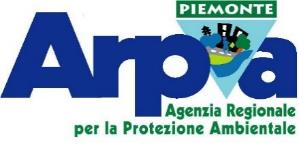 PIEMONTE
Arpa
Agenzia Regionale
per la Protezione Ambientale